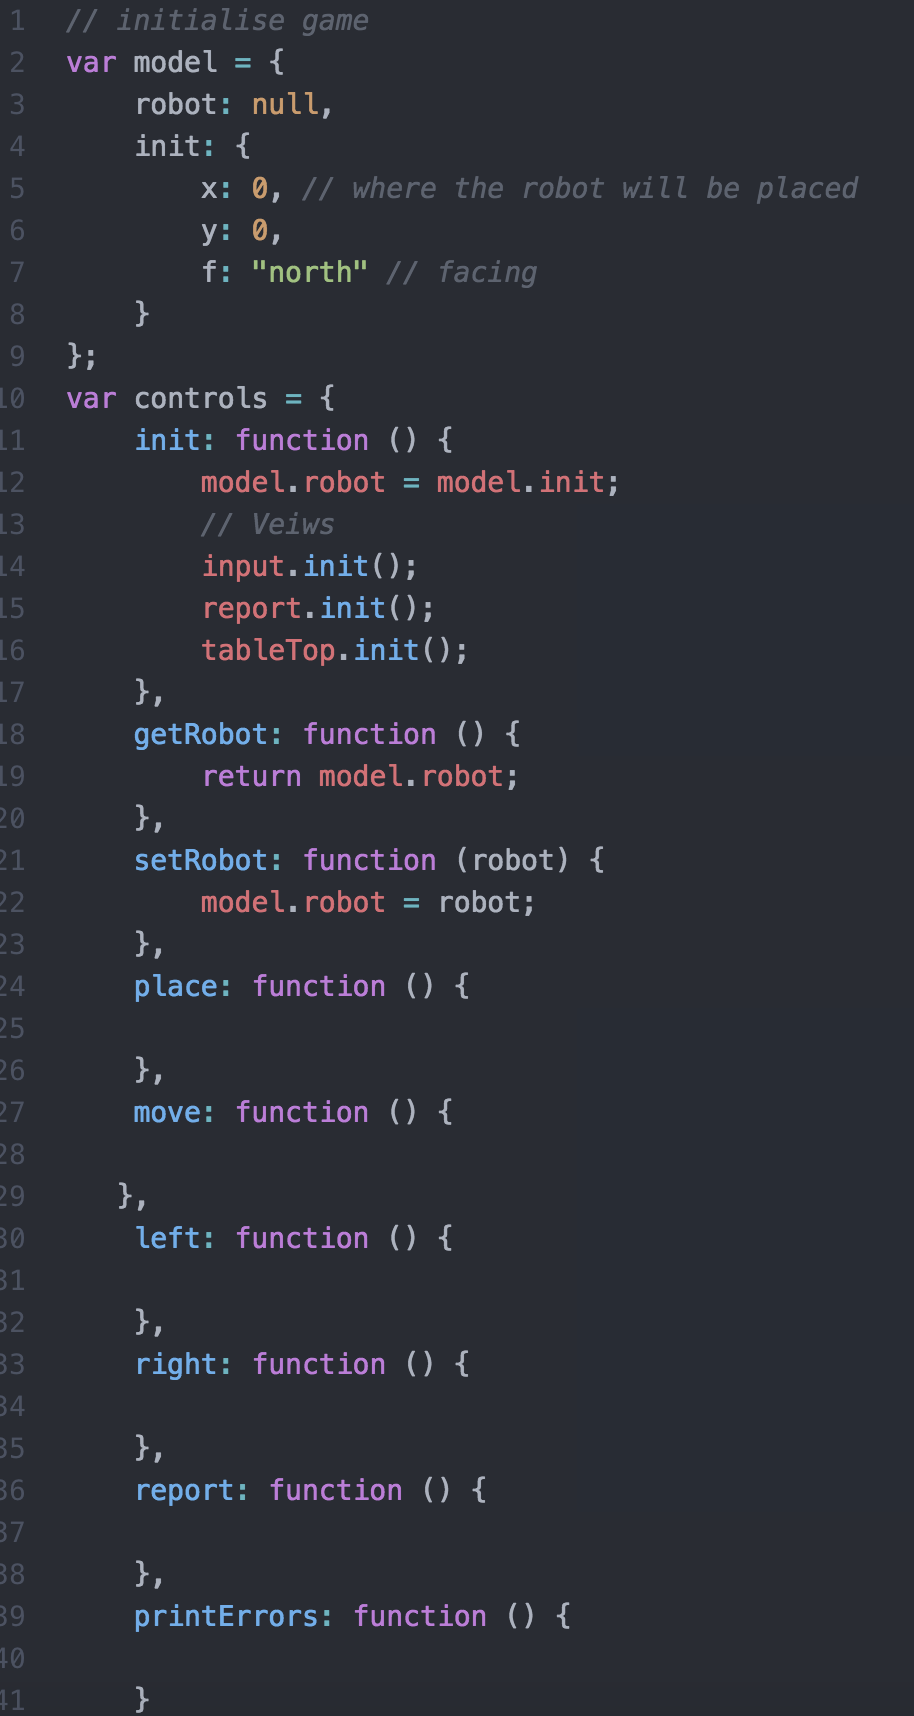 1 // initialise game
2 var model = {
3     robot: null,
4     init: {
5         x: 0, // where the robot will be placed
6         y: 0,
7         f: "north" // facing
8     }
9 };
10 var controls = {
11     init: function () {
12         model.robot = model.init;
13         // Veiws
14         input.init();
15         report.init();
16         tableTop.init();
17     },
18     getRobot: function () {
19         return model.robot;
20     },
21     setRobot: function (robot) {
22         model.robot = robot;
23     },
24     place: function () {
25
26     },
27     move: function () {
28
29    },
30     left: function () {
31
32     },
33     right: function () {
34
35     },
36     report: function () {
37
38     },
39     printErrors: function () {
40
41     }